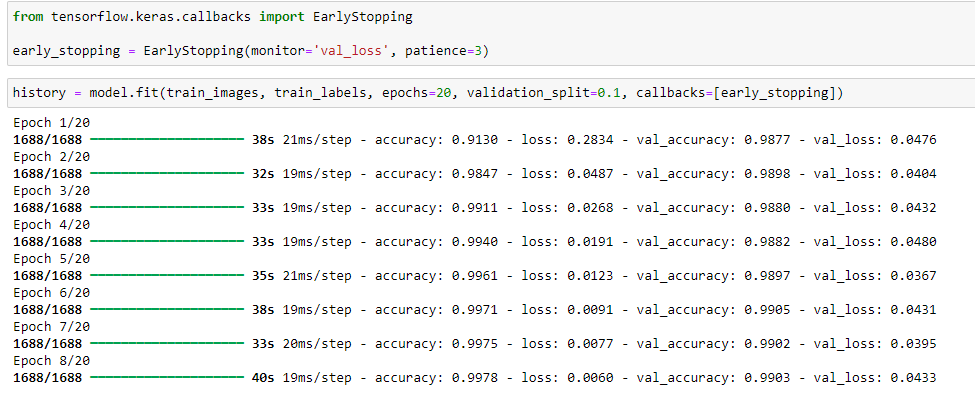 from tensorflow.keras.callbacks import EarlyStopping
early_stopping = EarlyStopping(monitor='val_loss', patience=3)
history = model.fit(train_images, train_labels, epochs=20, validation_split=0.1, callbacks=[early_stopping])
Epoch 1/20
1688/1688 38s 21ms/step - accuracy: 0.9130 - loss: 0.2834 - val_accuracy: 0.9877 - val_loss: 0.0476
Epoch 2/20
1688/1688 32s 19ms/step - accuracy: 0.9847 - loss: 0.0487 - val_accuracy: 0.9898 - val_loss: 0.0404
Epoch 3/20
1688/1688 33s 19ms/step - accuracy: 0.9911 - loss: 0.0268 - val_accuracy: 0.9880 - val_loss: 0.0432
Epoch 4/20
1688/1688 33s 19ms/step - accuracy: 0.9940 - loss: 0.0191 - val_accuracy: 0.9882 - val_loss: 0.0480
Epoch 5/20
1688/1688 35s 21ms/step - accuracy: 0.9961 - loss: 0.0123 - val_accuracy: 0.9897 - val_loss: 0.0367
Epoch 6/20
1688/1688 38s 19ms/step - accuracy: 0.9971 - loss: 0.0091 - val_accuracy: 0.9905 - val_loss: 0.0431
Epoch 7/20
1688/1688 33s 20ms/step - accuracy: 0.9975 - loss: 0.0077 - val_accuracy: 0.9902 - val_loss: 0.0395
Epoch 8/20
1688/1688 40s 19ms/step - accuracy: 0.9978 - loss: 0.0060 - val_accuracy: 0.9903 - val_loss: 0.0433